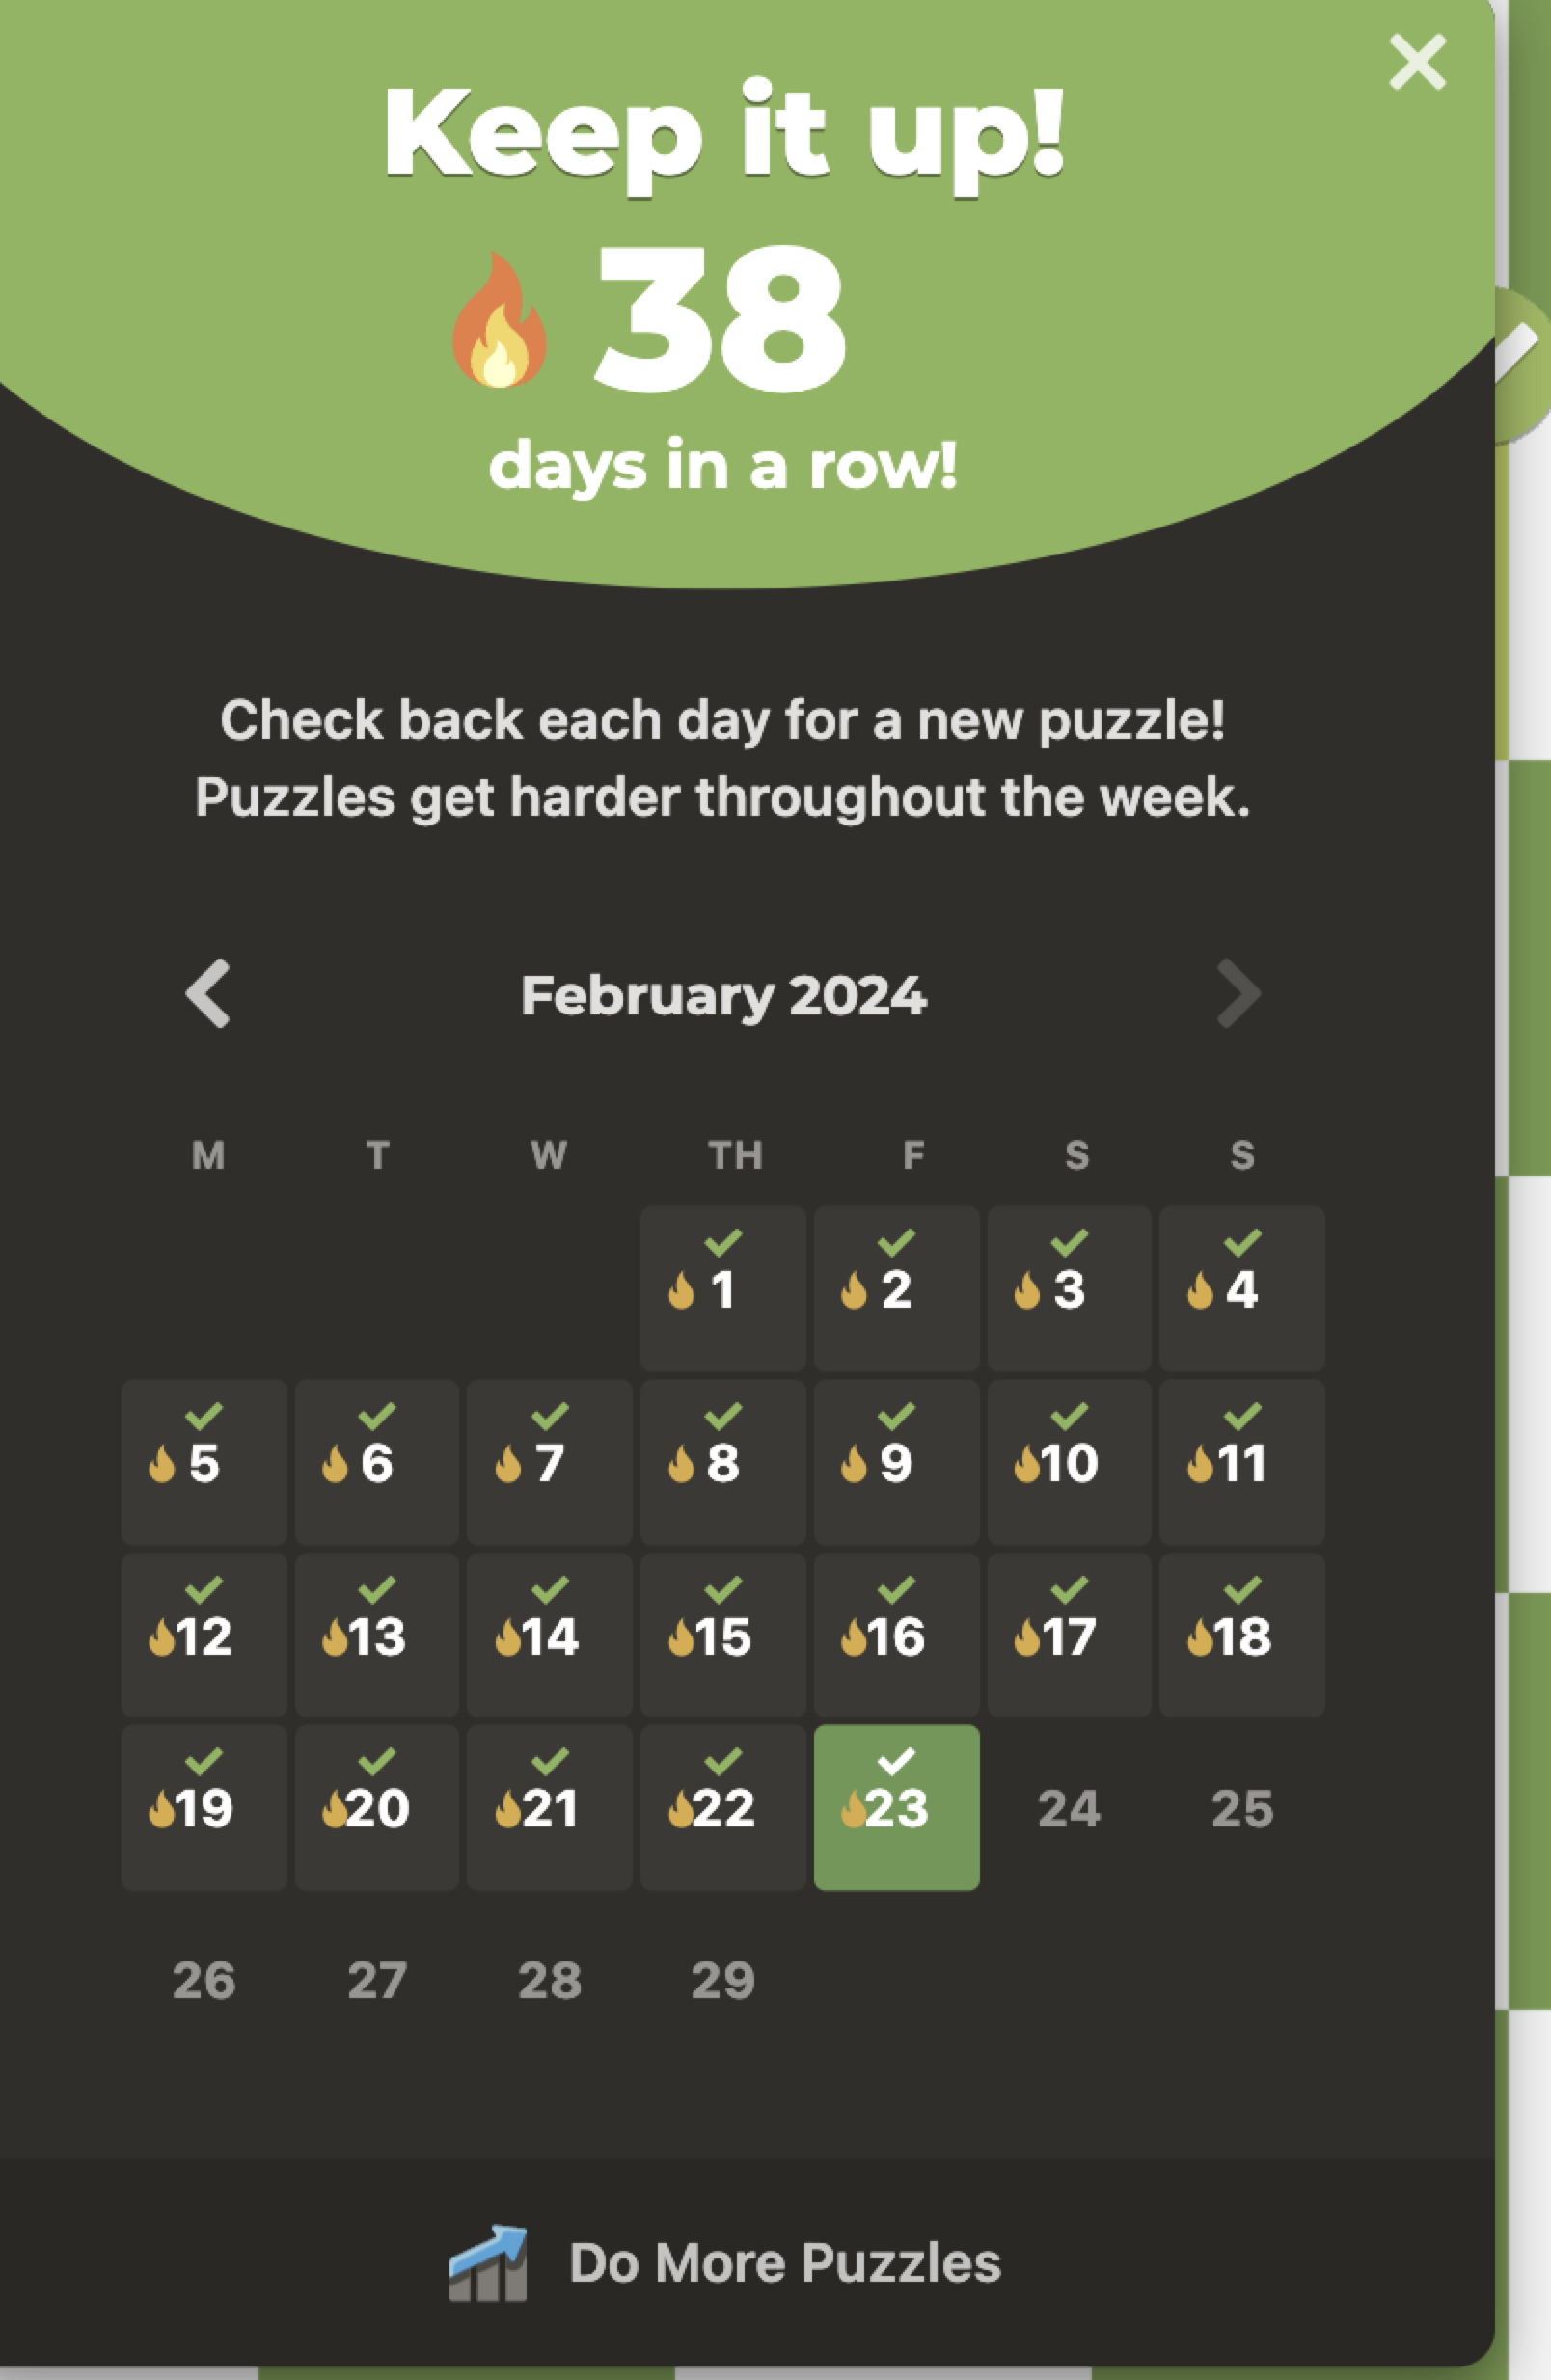 Keep it up!
38
days in a row!
Check back each day for a new puzzle!
Puzzles get harder throughout the week.
February 2024
M T W TH F S S
1 2 3 4
5 6 7 8 9 10 11
12 13 14 15 16 17 18
19 20 21 22 23 24 25
26 27 28 29
Do More Puzzles